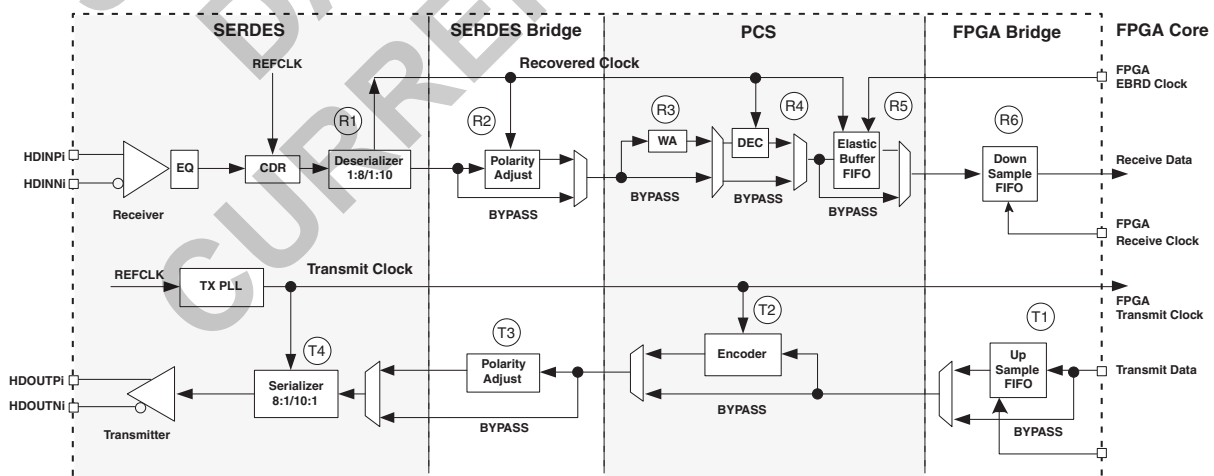 SERDES
SERDES Bridge
PCS
FPGA Bridge
FPGA Core
REFCLK
Recovered Clock
FPGA
EBRD Clock
R1
R2
R3
R4
R5
R6
HDINPi
HDINNi
EQ
CDR
Deserializer
1:8/1:10
Polarity
Adjust
WA
DEC
Elastic
Buffer
FIFO
Down
Sample
FIFO
Receive Data
Receiver
BYPASS
BYPASS
BYPASS
BYPASS
FPGA
Receive Clock
REFCLK
TX PLL
Transmit Clock
FPGA
Transmit Clock
T1
T2
T3
T4
HDOUTPi
HDOUTNi
Transmitter
Serializer
8:1/10:1
Polarity
Adjust
Encoder
Up
Sample
FIFO
Transmit Data
BYPASS
BYPASS
BYPASS
CURRE